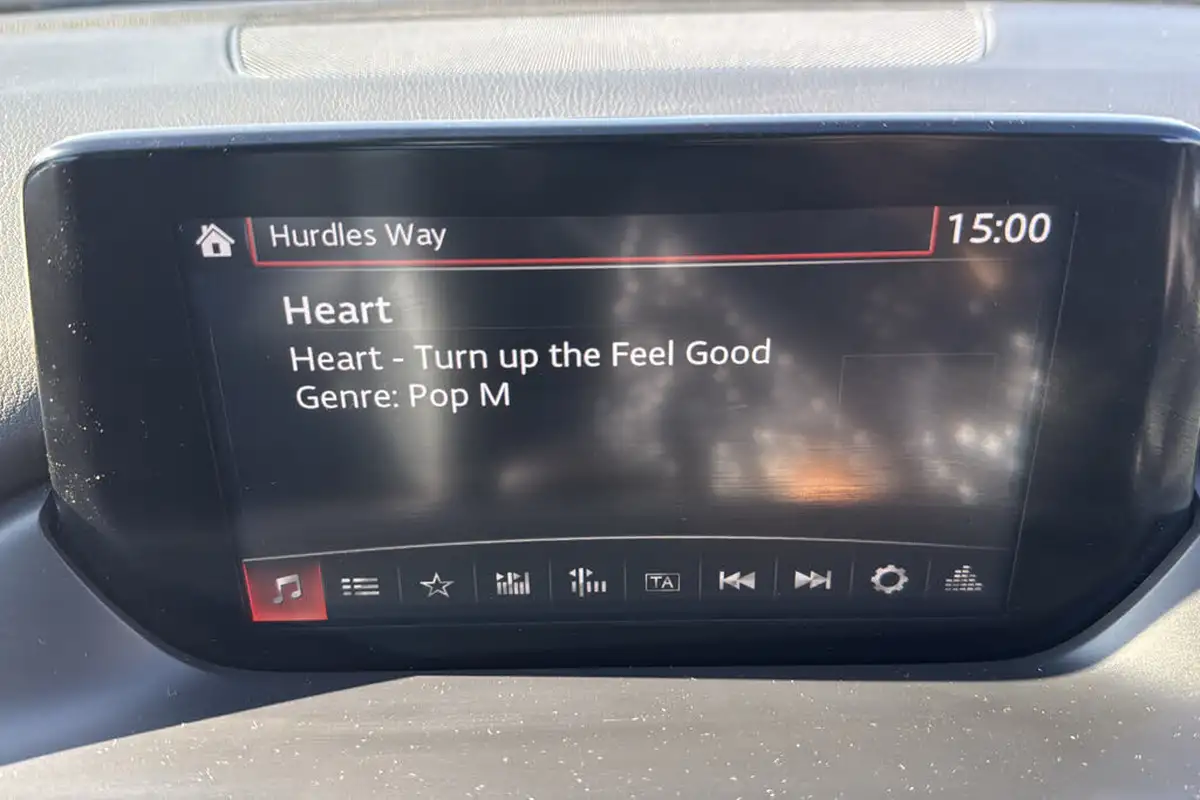 Hurdles Way
15:00
Heart
Heart - Turn up the Feel Good
Genre: Pop M
TA